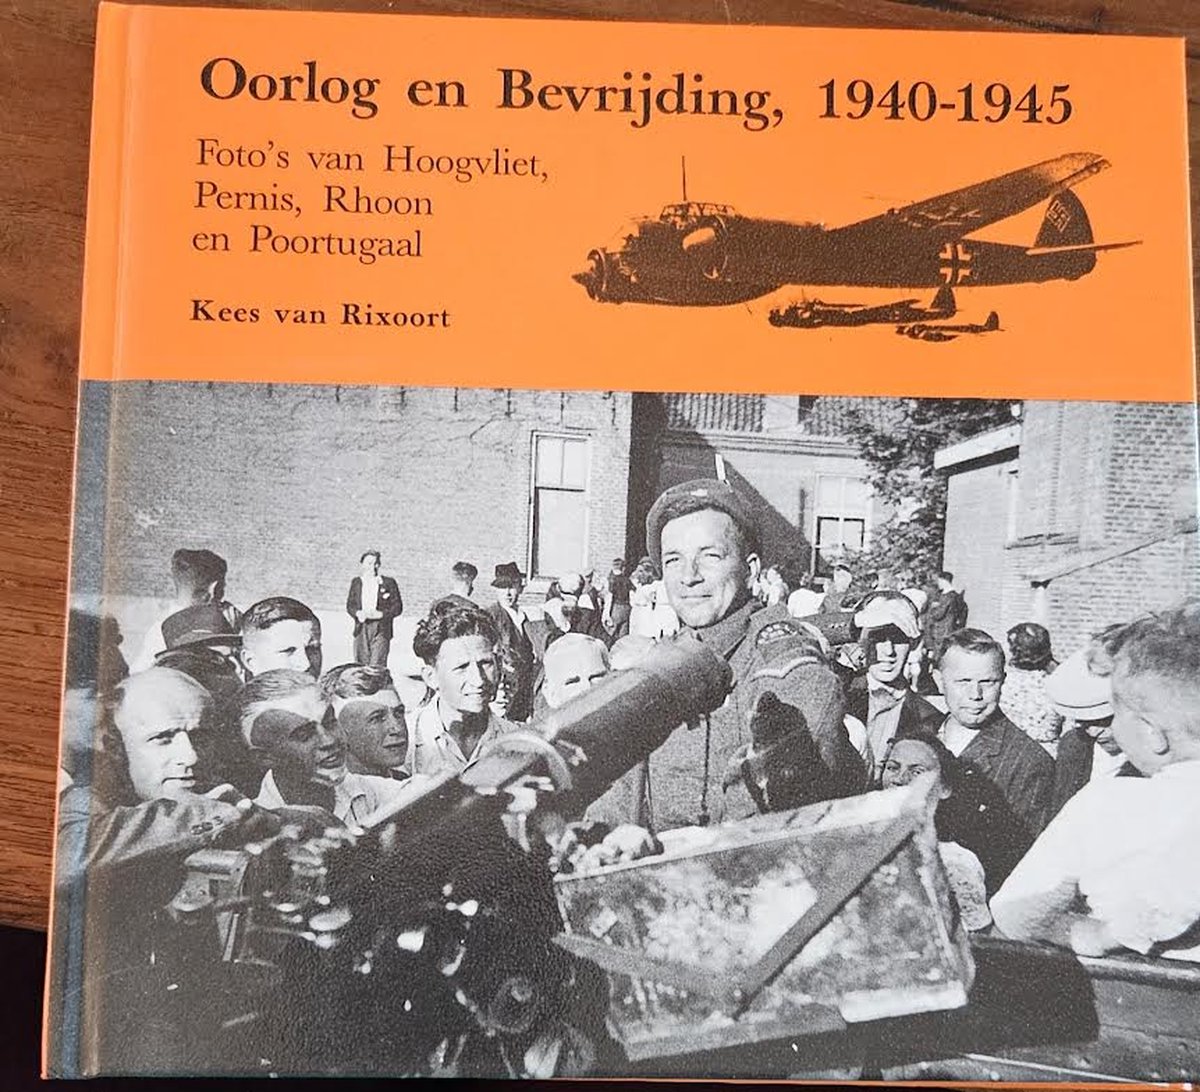 Oorlog en Bevrijding, 1940-1945
Foto's van Hoogvliet,
Pernis, Rhoon
en Poortugaal
Kees van Rixoort